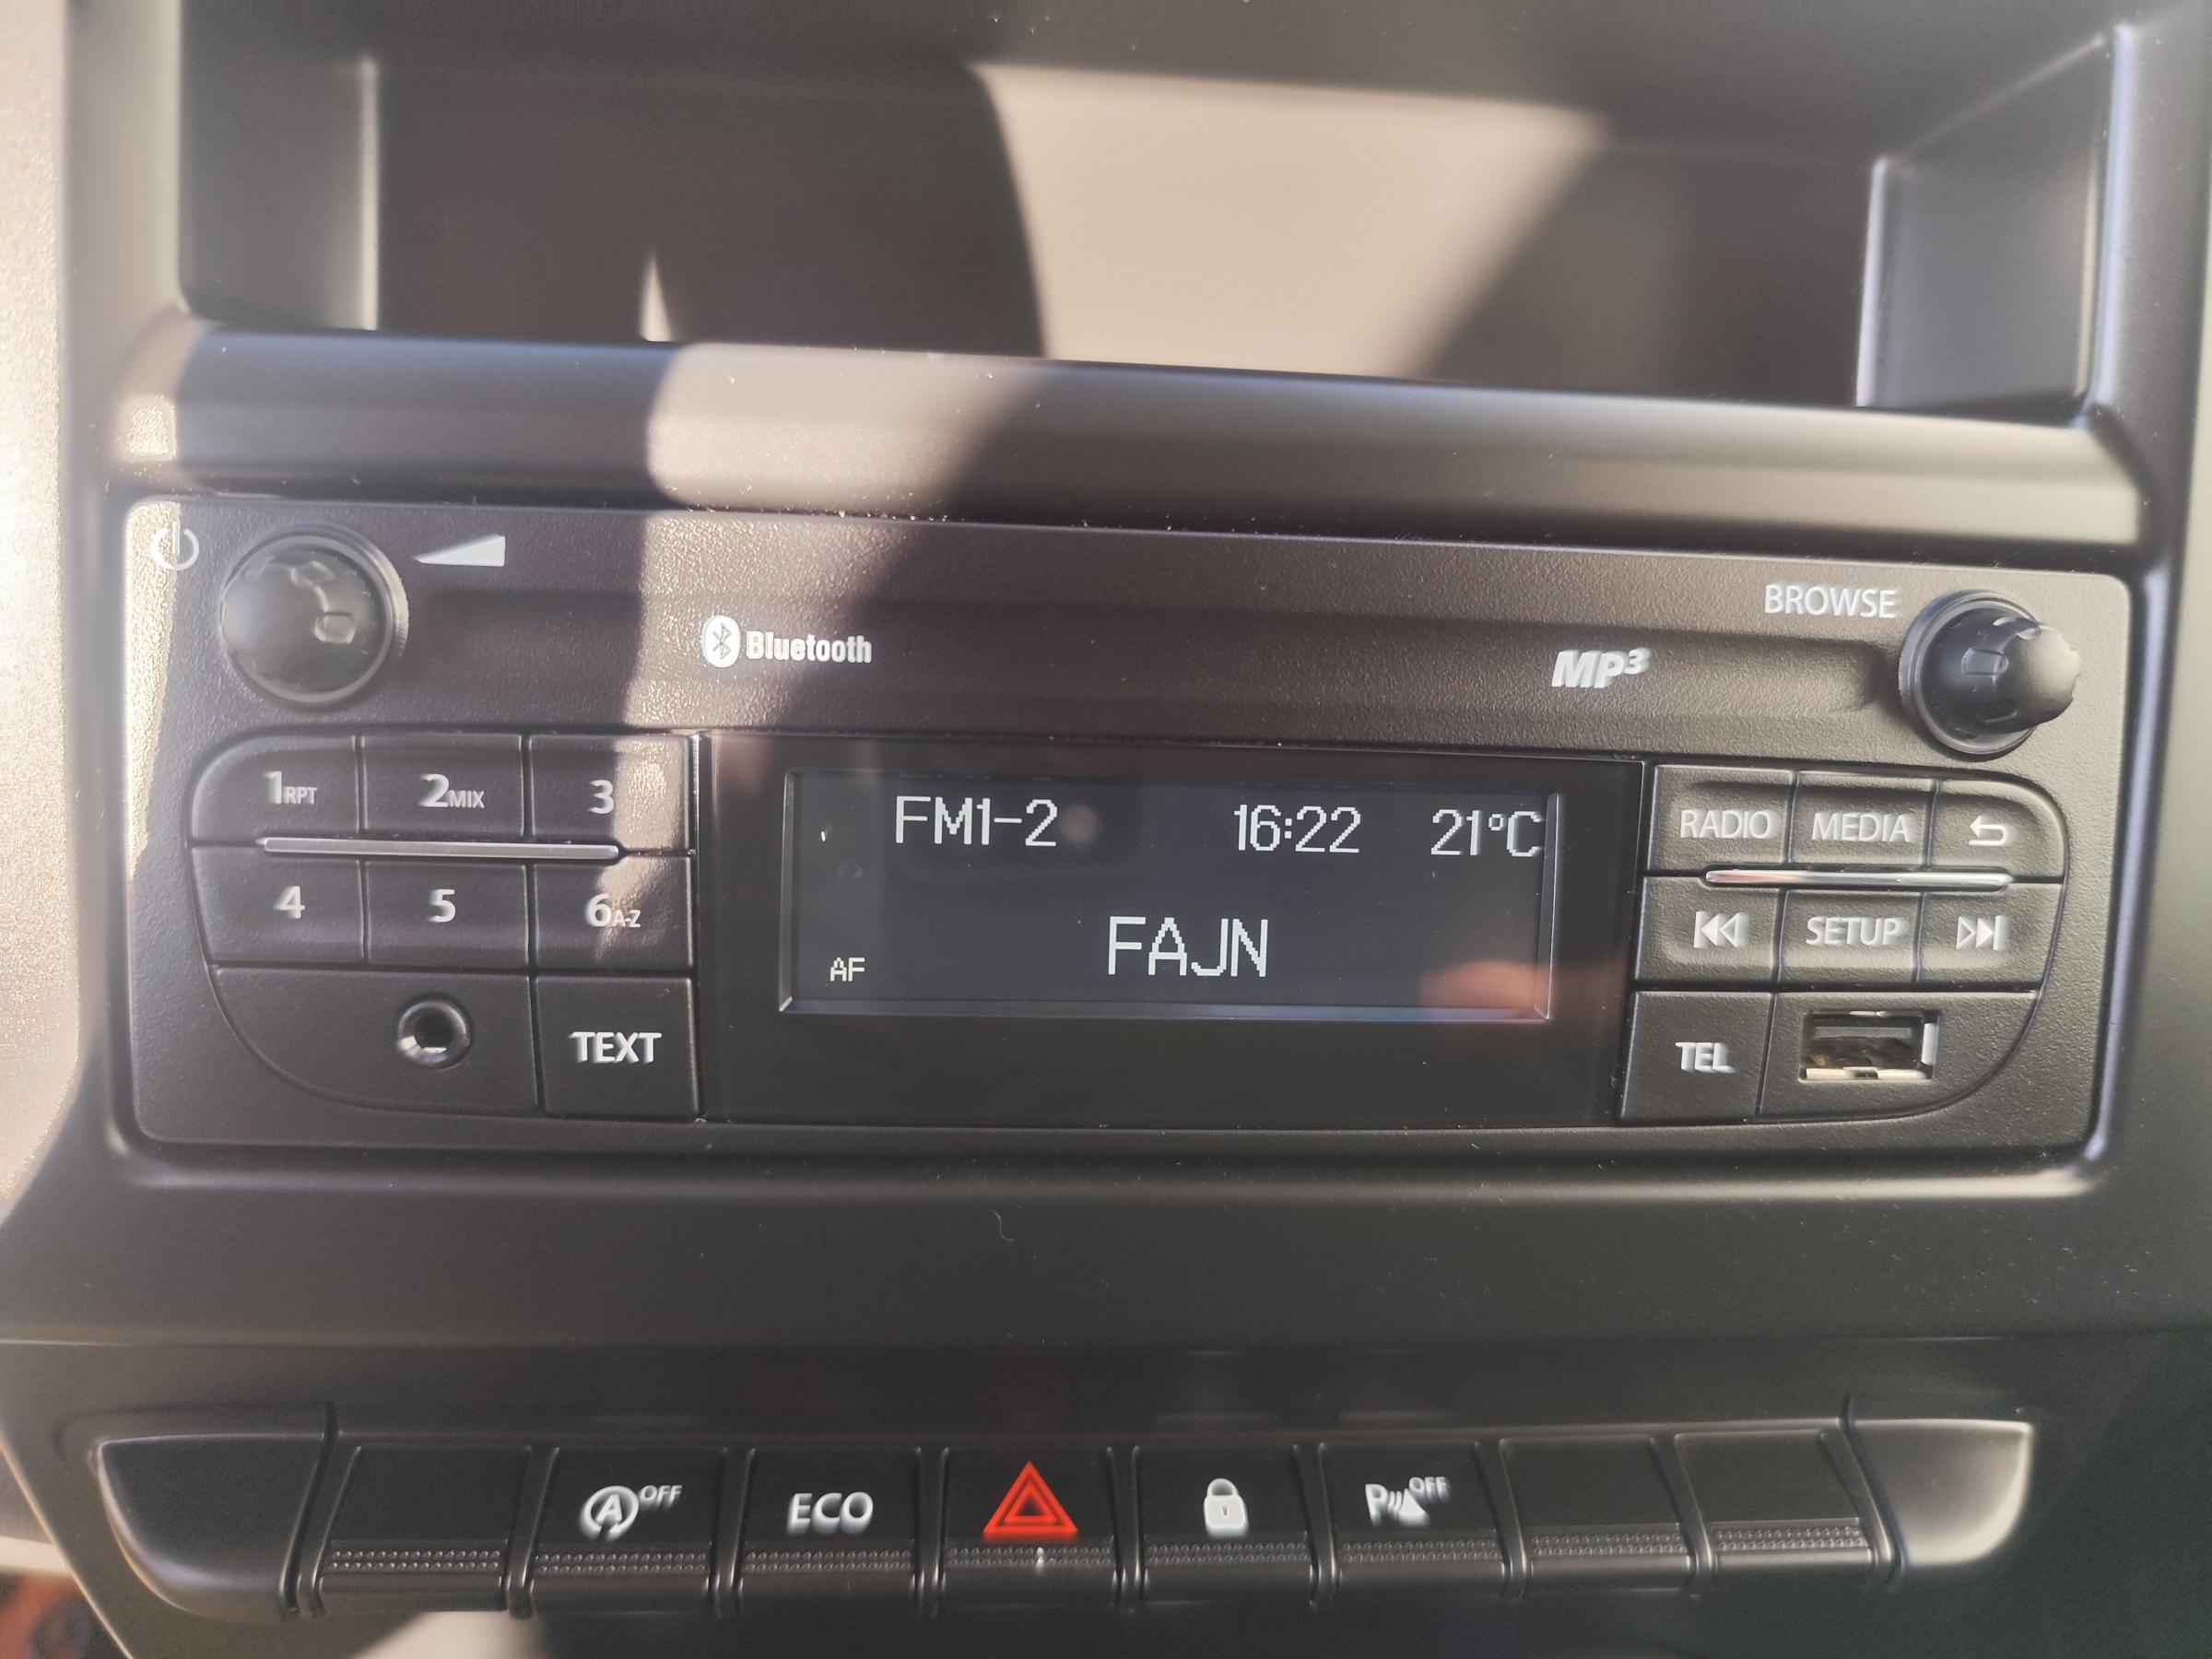 BROWSE
Bluetooth
MP3
1RPT 2MIX 3
FM1-2 16:22 21°C
RADIO MEDIA
4 5 6A-Z
AF FAJN
SETUP
TEXT
TEL
A OFF ECO P OFF